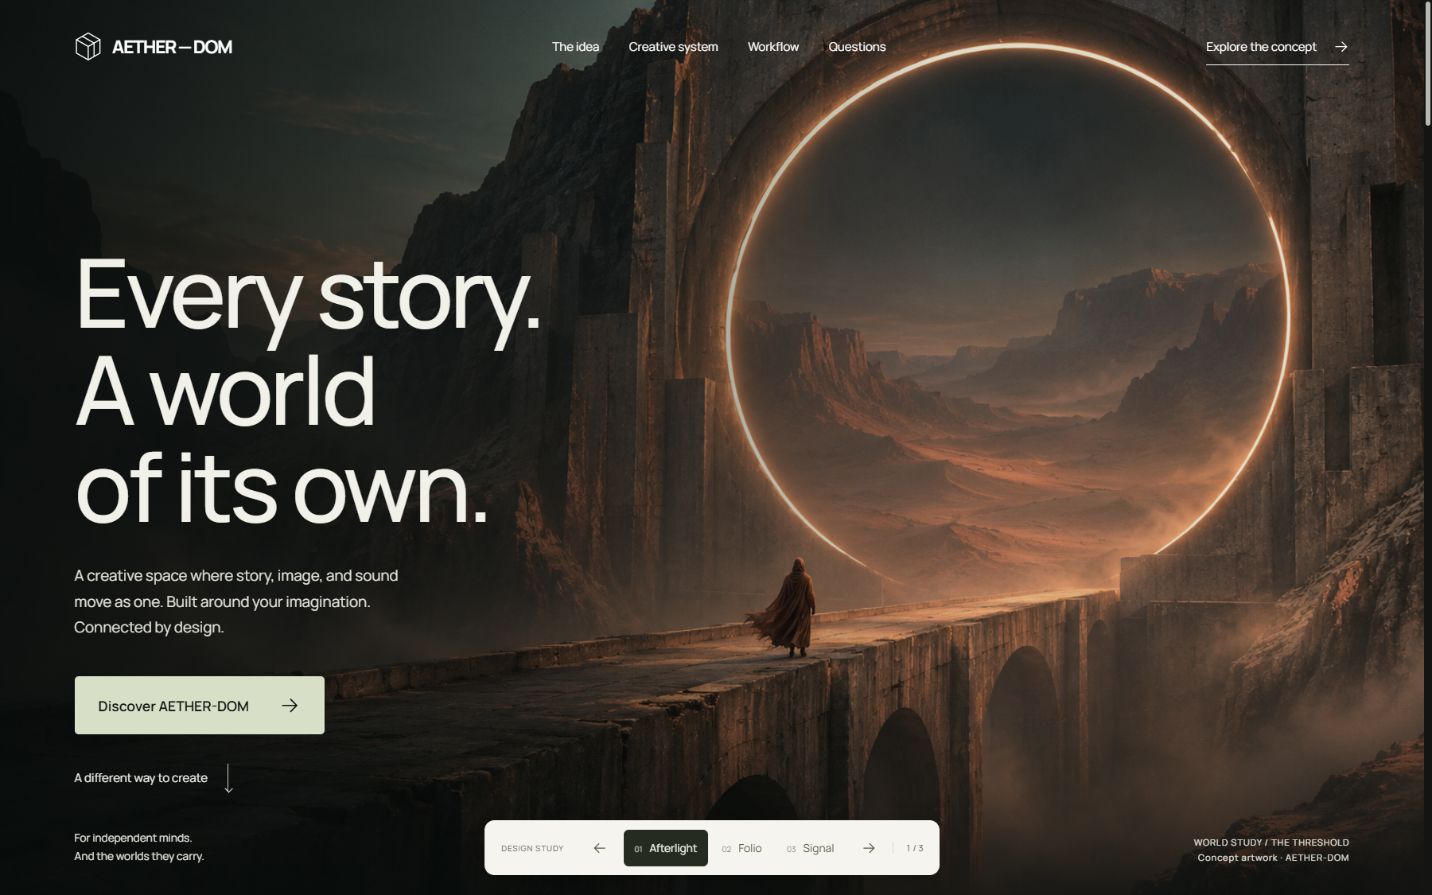 AETHER — DOM
The idea
Creative system
Workflow
Questions
Explore the concept
Every story.
A world
of its own.
A creative space where story, image, and sound
move as one. Built around your imagination.
Connected by design.
Discover AETHER-DOM
A different way to create
For independent minds.
And the worlds they carry.
DESIGN STUDY
01 Afterlight
02 Folio
03 Signal
1 / 3
WORLD STUDY / THE THRESHOLD
Concept artwork · AETHER-DOM